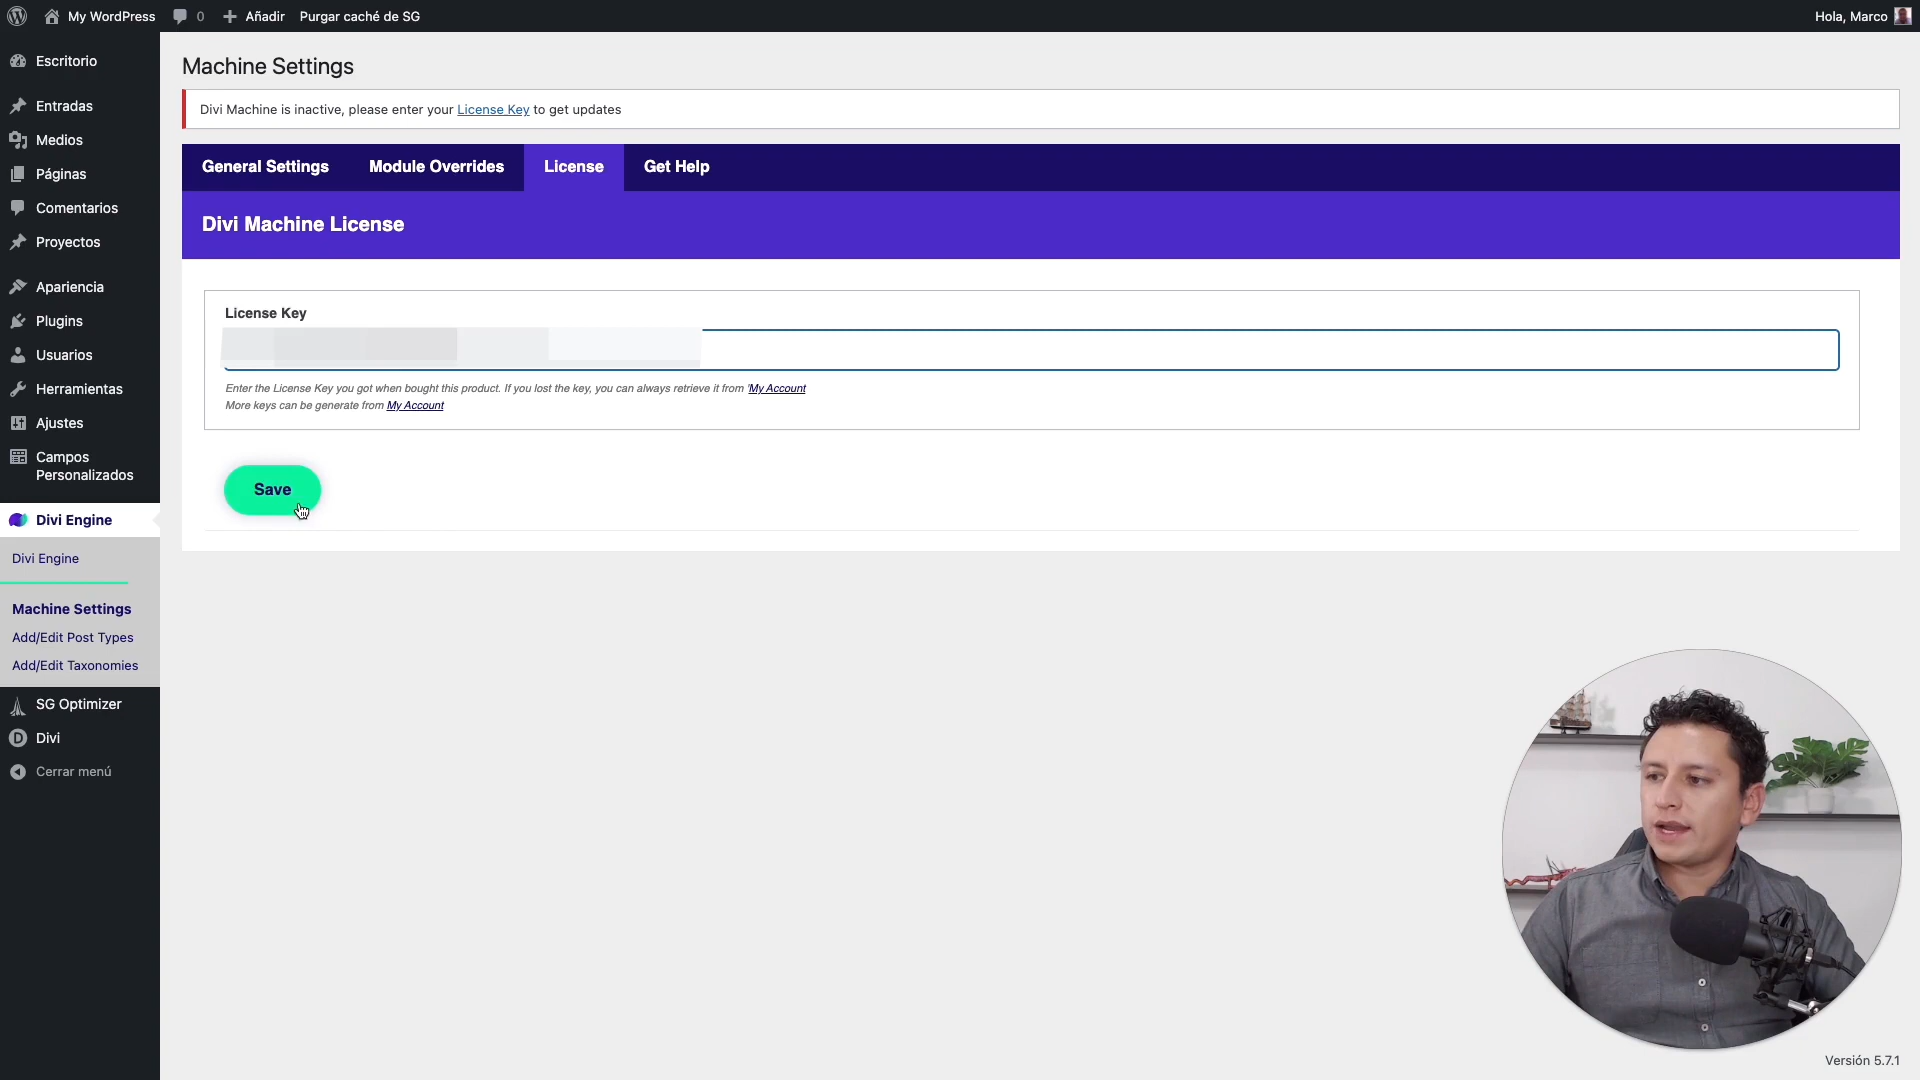 My WordPress
0
Añadir
Purgar caché de SG
Hola, Marco
Escritorio
Entradas
Medios
Páginas
Comentarios
Proyectos
Apariencia
Plugins
Usuarios
Herramientas
Ajustes
Campos
Personalizados
Divi Engine
Divi Engine
Machine Settings
Add/Edit Post Types
Add/Edit Taxonomies
SG Optimizer
D
Divi
Cerrar menú
Machine Settings
Divi Machine is inactive, please enter your License Key to get updates
General Settings
Module Overrides
License
Get Help
Divi Machine License
License Key
Enter the License Key you got when bought this product. If you lost the key, you can always retrieve it from 'My Account
More keys can be generate from My Account
Save
Versión 5.7.1